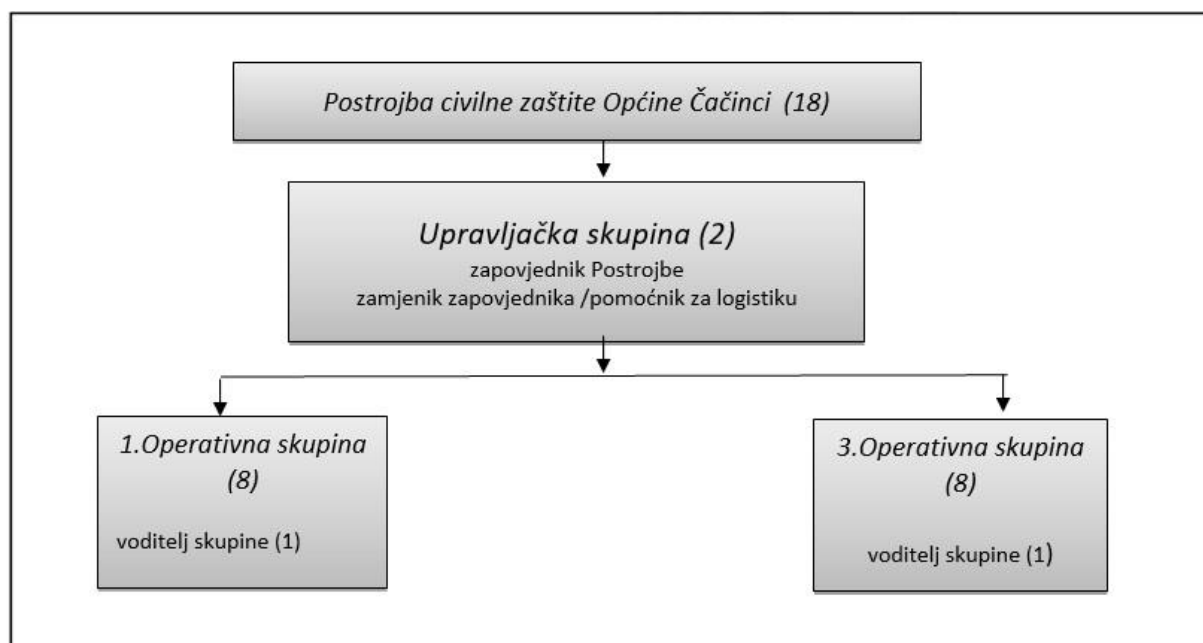 Postrojba civilne zaštite Općine Čačinci (18)
Upravljačka skupina (2)
zapovjednik Postrojbe
zamjenik zapovjednika /pomoćnik za logistiku
1.Operativna skupina
(8)
voditelj skupine (1)
3.Operativna skupina
(8)
voditelj skupine (1)